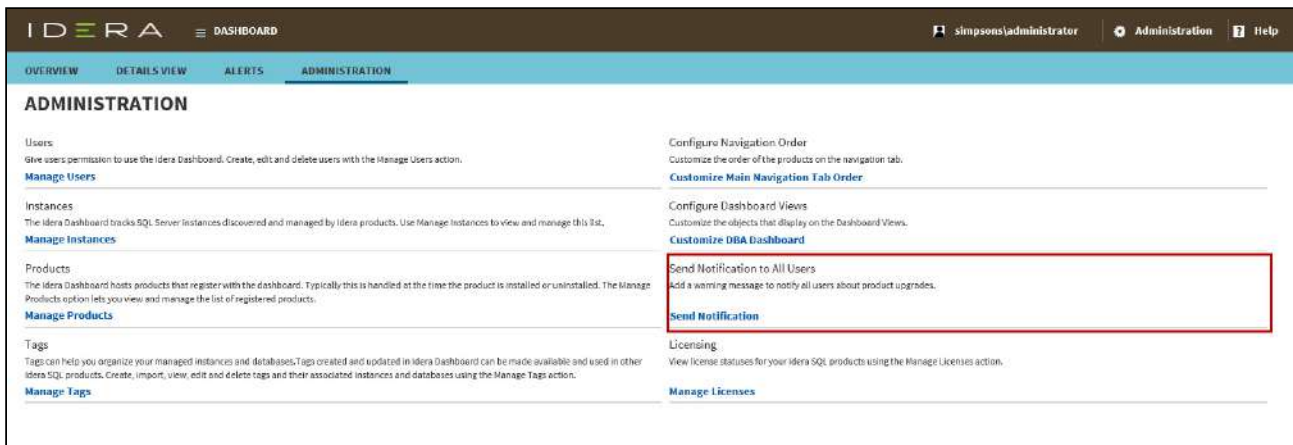 IDERA
DASHBOARD
simpsons\administrator
Administration
Help
OVERVIEW
DETAILS VIEW
ALERTS
ADMINISTRATION
ADMINISTRATION
Users
Give users permission to use the Idera Dashboard. Create, edit and delete users with the Manage Users action.
Manage Users
Instances
The Idera Dashboard tracks SQL Server instances discovered and managed by Idera products. Use Manage Instances to view and manage this list.
Manage Instances
Products
The Idera Dashboard hosts products that register with the dashboard. Typically this is handled at the time the product is installed or uninstalled. The Manage
Products option lets you view and manage the list of registered products.
Manage Products
Tags
Tags can help you organize your managed instances and databases.Tags created and updated in Idera Dashboard can be made available and used in other
Idera SQL products. Create, import, view, edit and delete tags and their associated instances and databases using the Manage Tags action.
Manage Tags
Configure Navigation Order
Customize the order of the products on the navigation tab.
Customize Main Navigation Tab Order
Configure Dashboard Views
Customize the objects that display on the Dashboard Views.
Customize DBA Dashboard
Send Notification to All Users
Add a warning message to notify all users about product upgrades.
Send Notification
Licensing
View license statuses for your Idera SQL products using the Manage Licenses action.
Manage Licenses